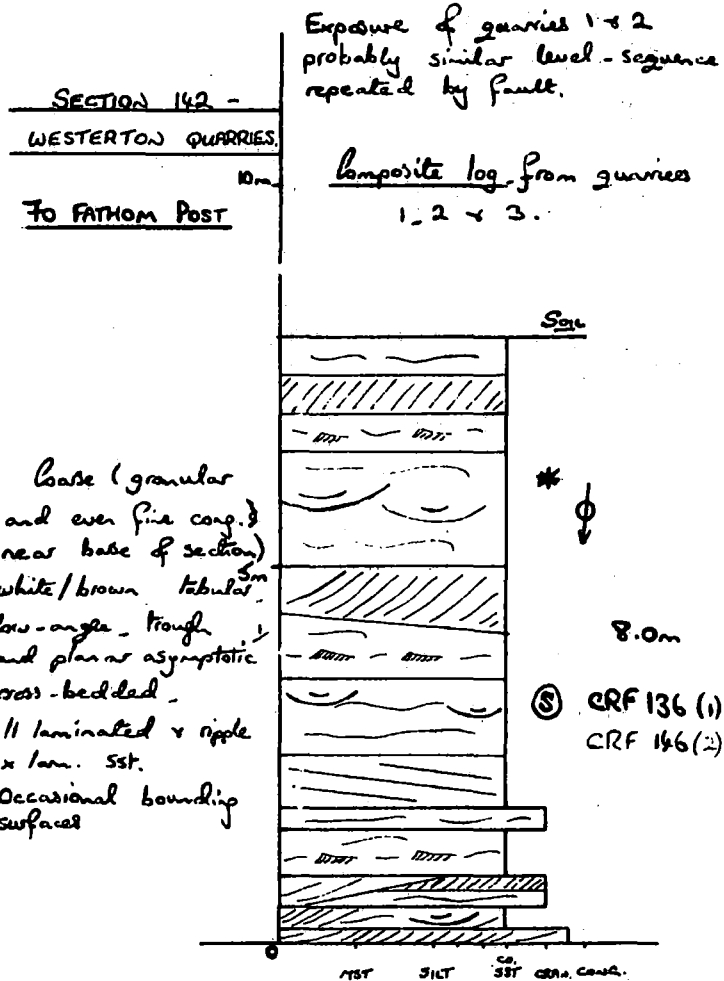 Exposure of quarries 1 & 2
probably similar level - sequence
repeated by fault.
SECTION 142 -
WESTERTON QUARRIES.
10m
Composite log from quarries
1, 2 & 3.
70 FATHOM POST
Soil
Coarse (granular
and even fine cong.
near base of section)
white/brown tabular,
low-angle, trough
and planar asymptotic
cross-bedded,
// laminated & ripple
x lam. sst.
Occasional bounding
surfaces
5m
*
ϕ
8.0m
Ⓢ CRF 136 (1)
CRF 146 (2)
0
MST SILT CO. SST GRAN. CONG.